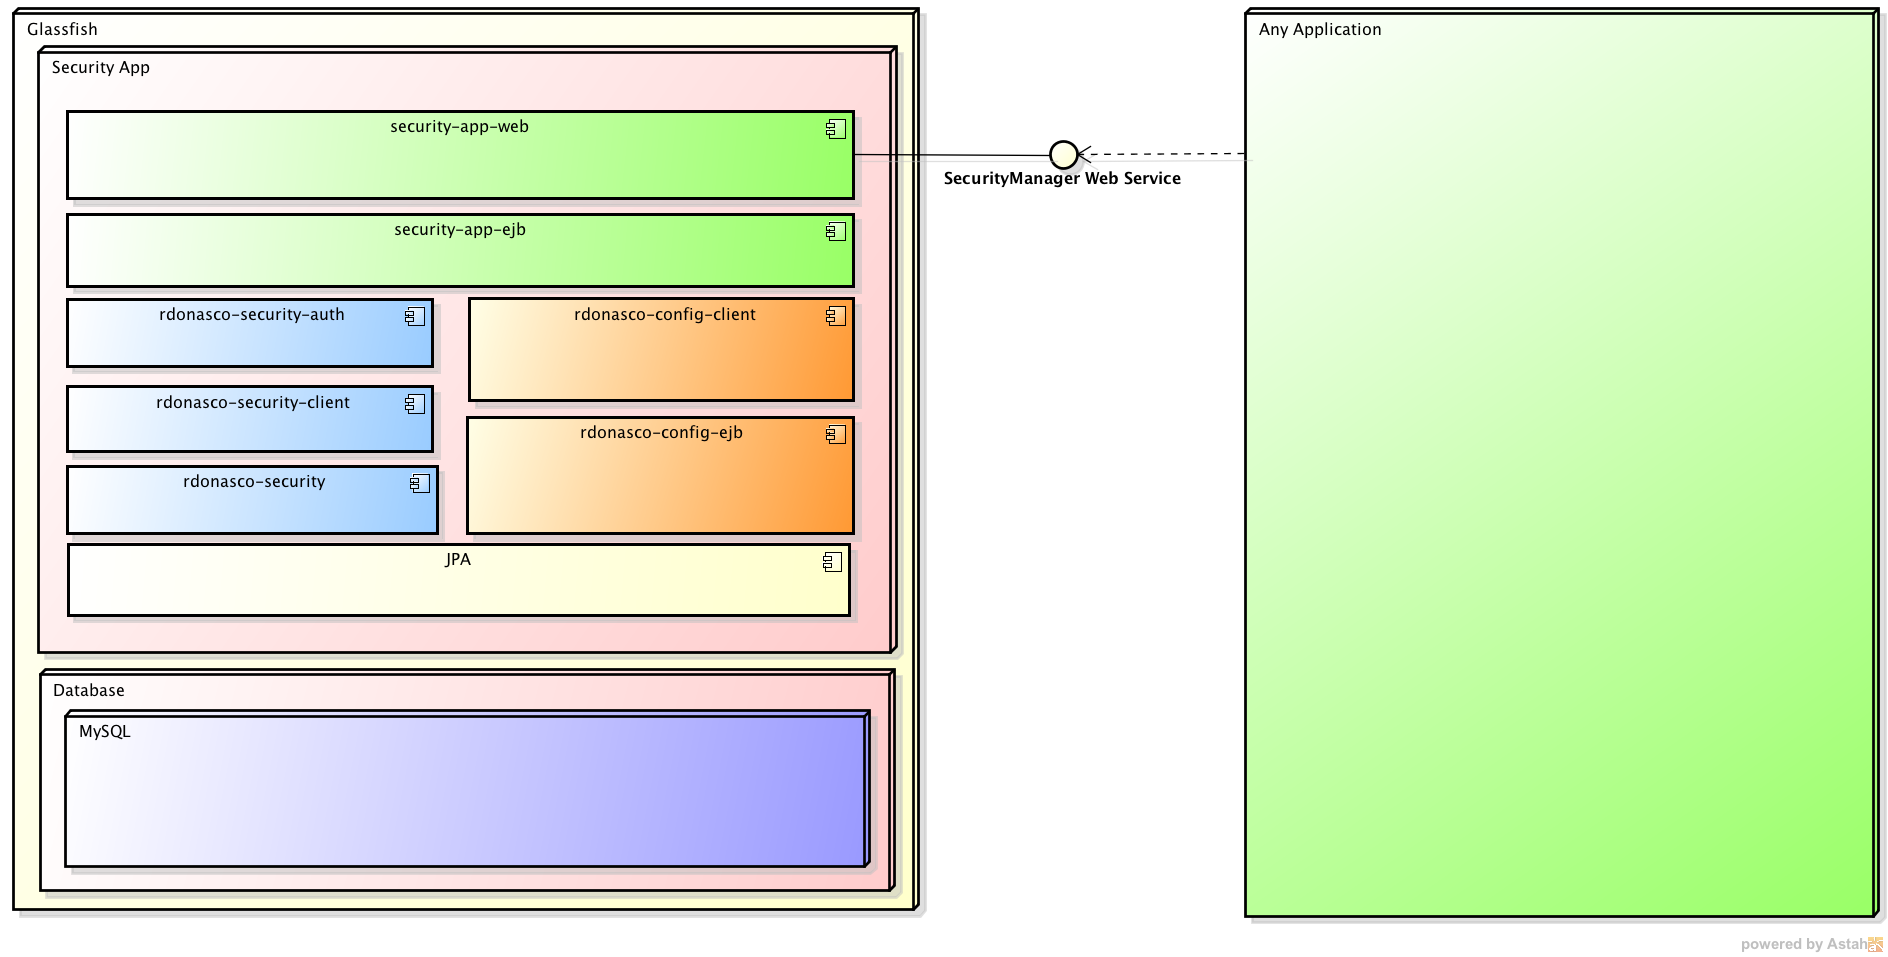 Glassfish
Security App
security-app-web
security-app-ejb
rdonasco-security-auth
rdonasco-config-client
rdonasco-security-client
rdonasco-config-ejb
rdonasco-security
JPA
Database
MySQL
SecurityManager Web Service
Any Application
powered by Astah